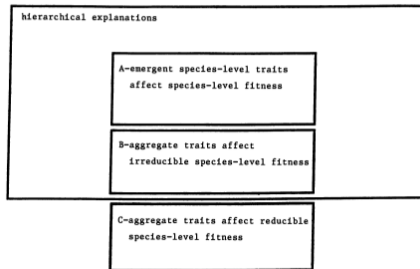 hierarchical explanations
A-emergent species-level traits
affect species-level fitness
B-aggregate traits affect
irreducible species-level fitness
C-aggregate traits affect reducible
species-level fitness